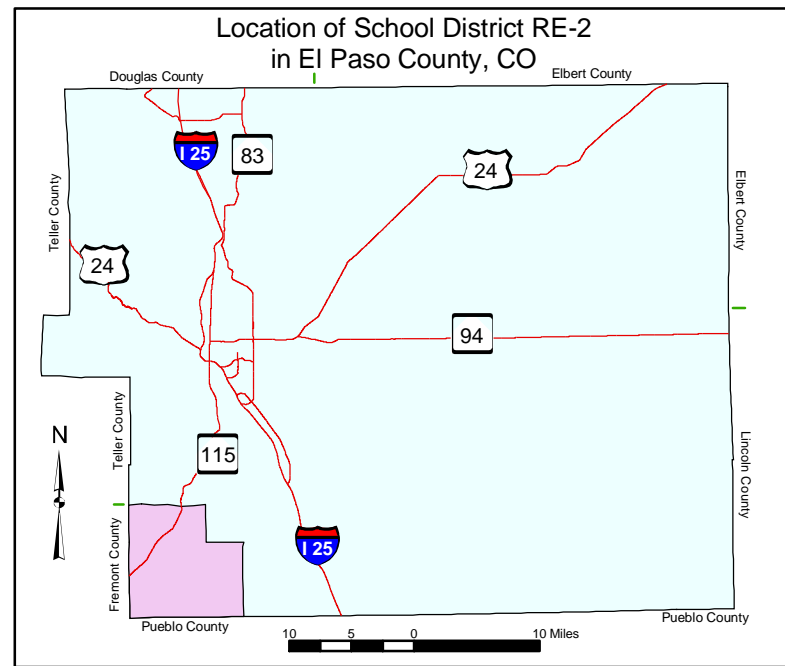 Location of School District RE-2
in El Paso County, CO
Douglas County
Elbert County
I 25
83
24
Teller County
Elbert County
24
94
N
Teller County
115
Lincoln County
Fremont County
I 25
Pueblo County
Pueblo County
10 5 0 10 Miles